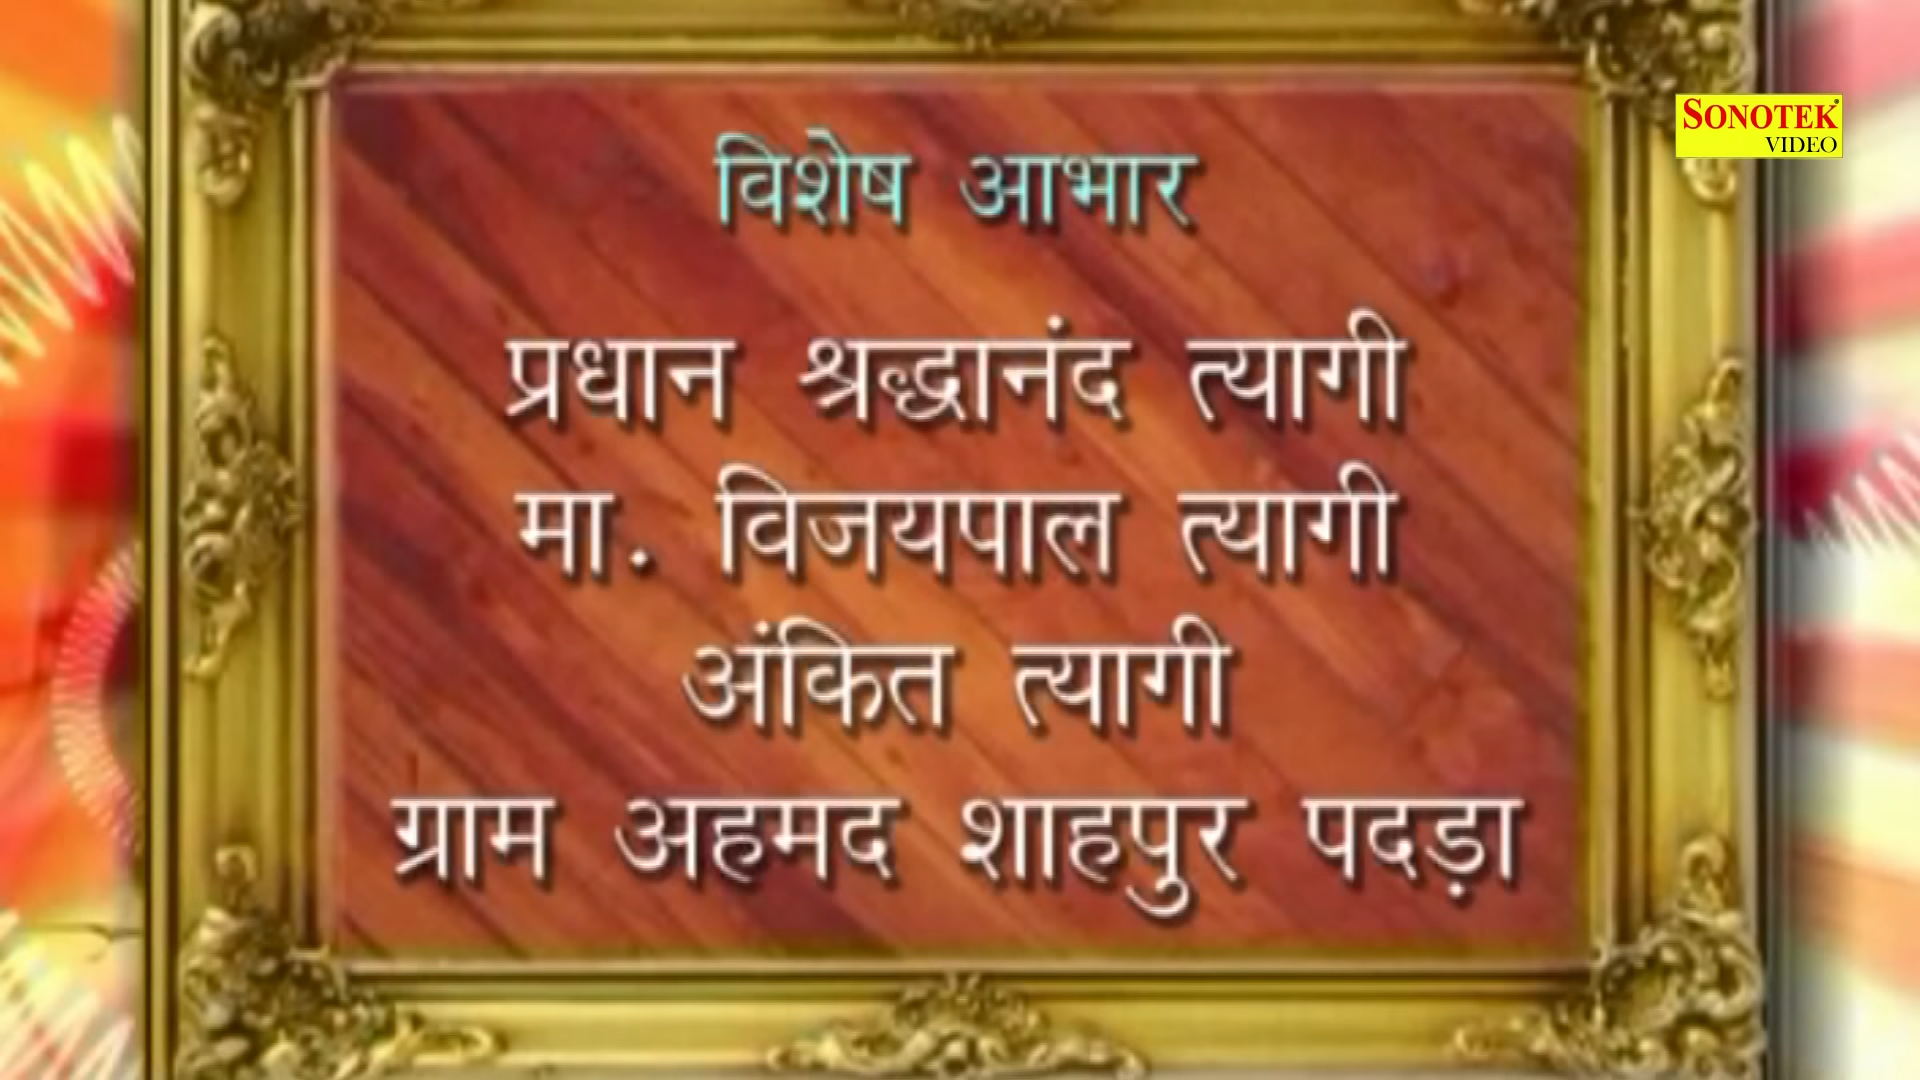 SONOTEK
VIDEO
विशेष आभार
प्रधान श्रद्धानंद त्यागी
मा. विजयपाल त्यागी
अंकित त्यागी
ग्राम अहमद शाहपुर पदड़ा